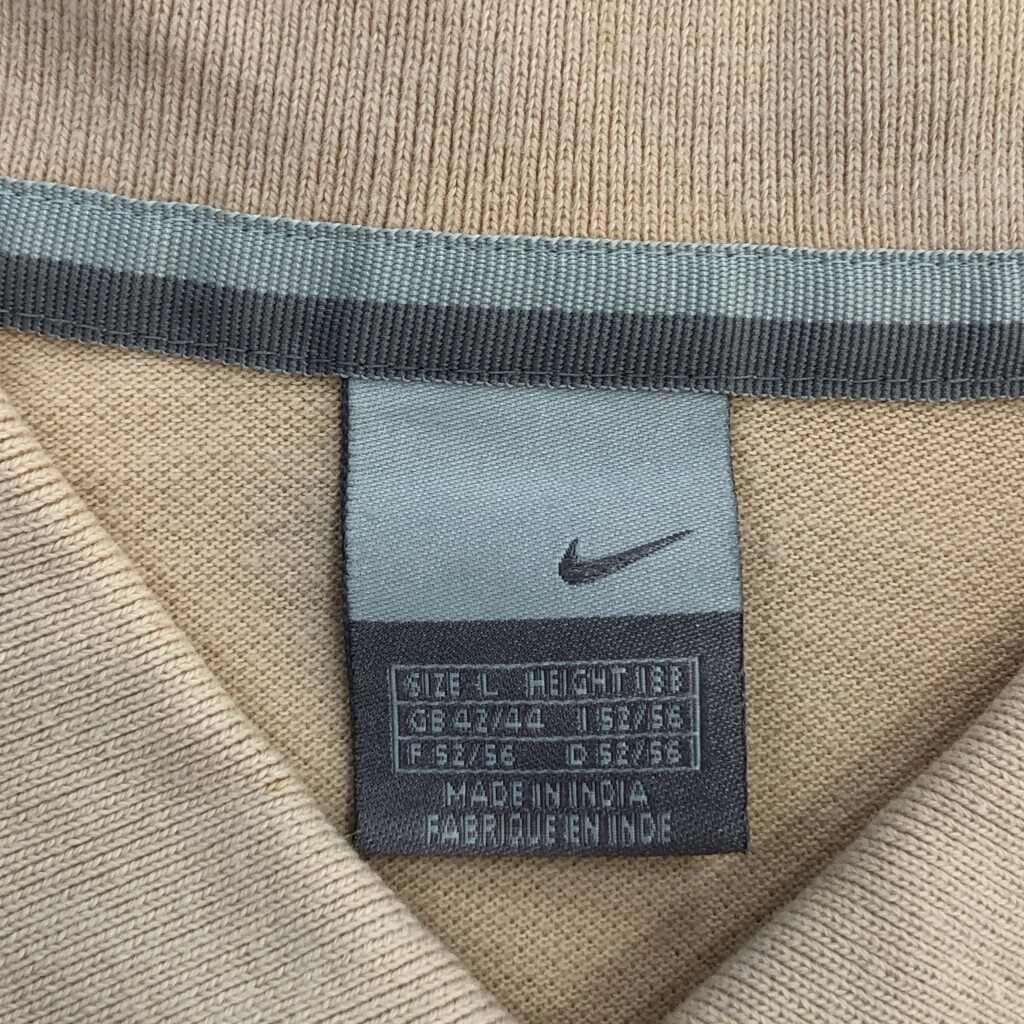 SIZE L HEIGHT 188
GB 42/44 I 52/56
F 52/56 D 52/56
MADE IN INDIA
FABRIQUE EN INDE